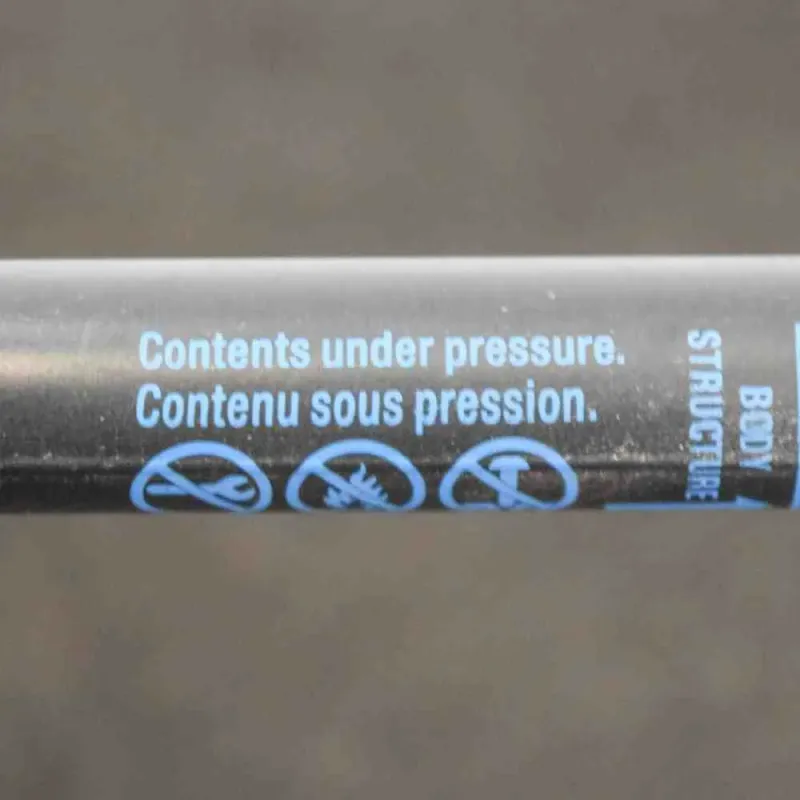 Contents under pressure.
Contenu sous pression.
BODY
STRUCTURE